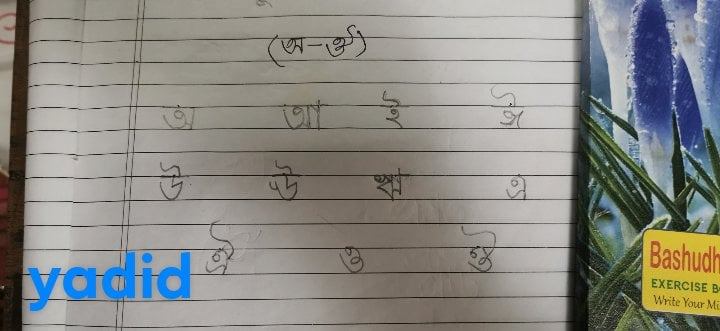 (অ-ঔ)
অ আ ই ঈ
উ ঊ ঋ এ
ঐ ও ঔ
yadid
Bashudh
EXERCISE B
Write Your Mi